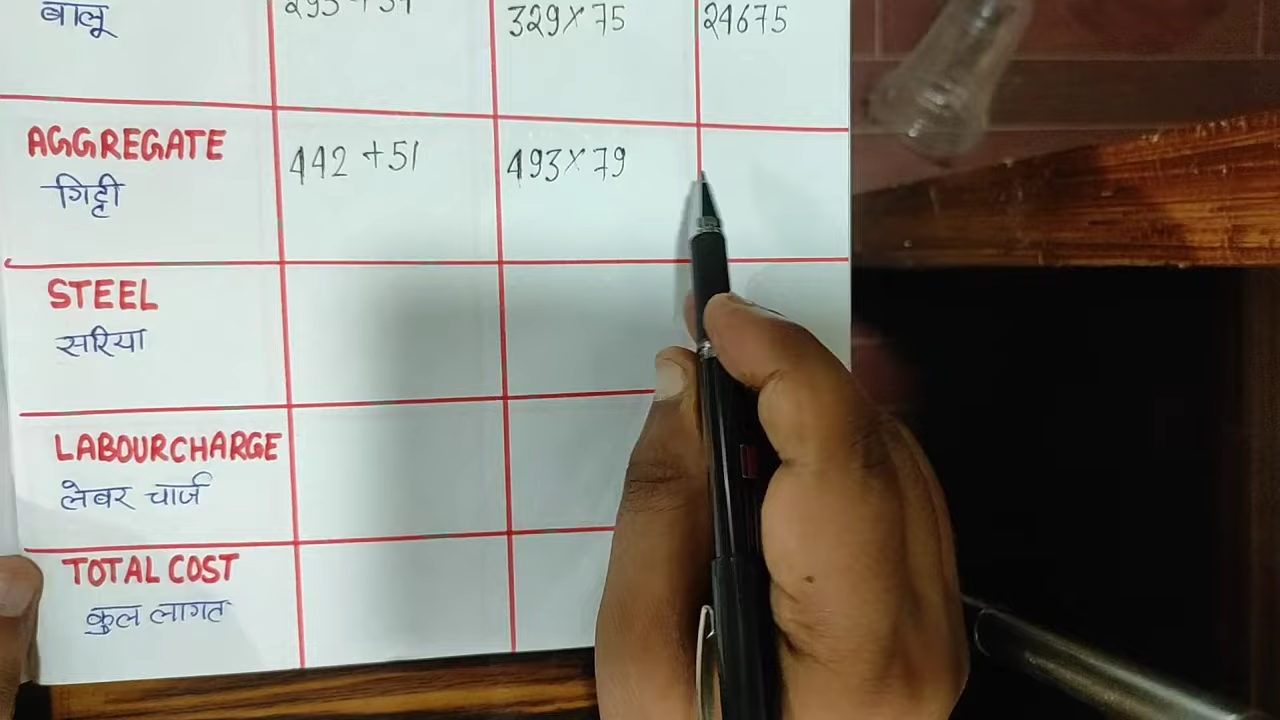 बालू
329×75
24675
AGGREGATE
गिट्टी
442 +51
493×79
STEEL
सरिया
LABOURCHARGE
लेबर चार्ज
TOTAL COST
कुल लागत